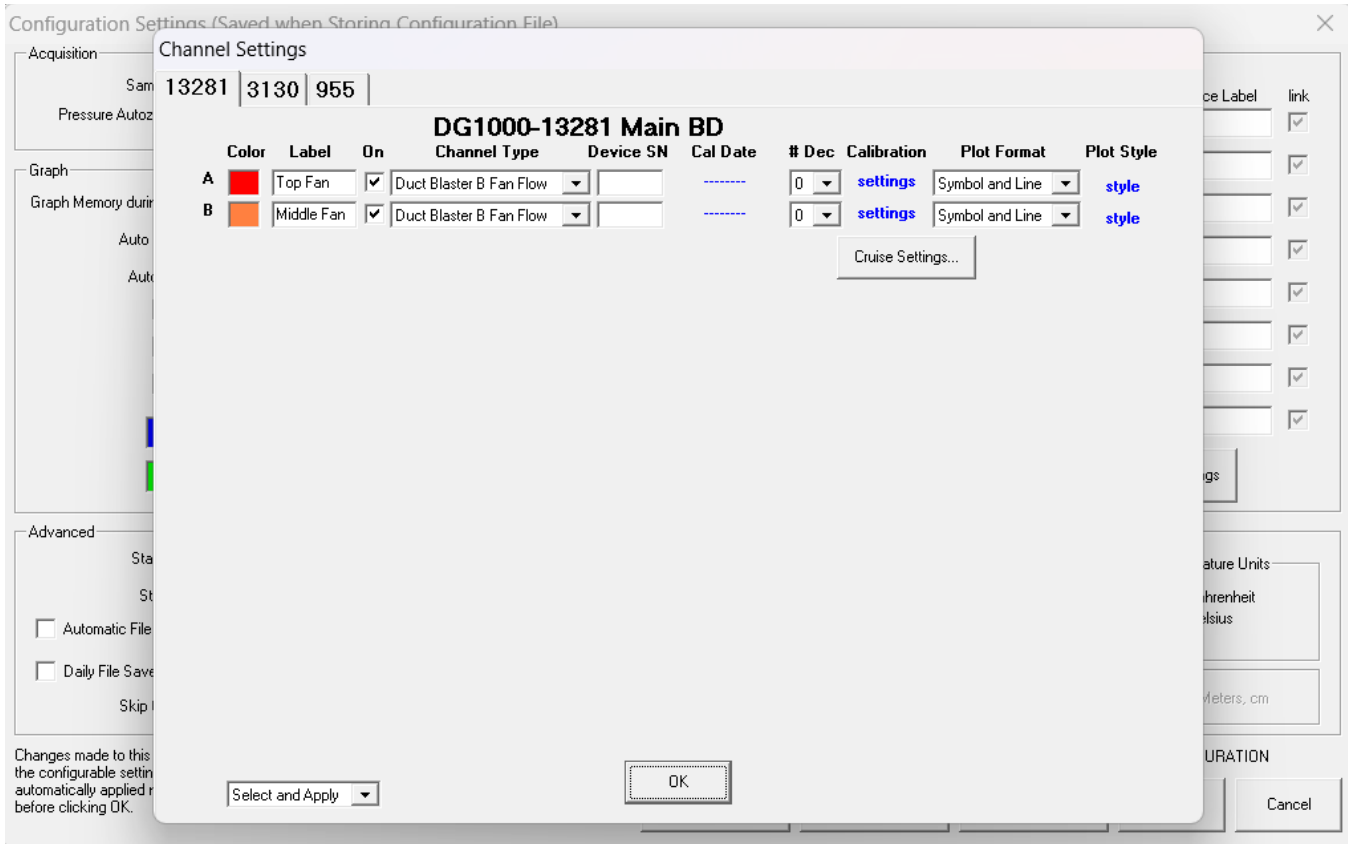 Configuration Settings (Saved when Storing Configuration File)
Channel Settings
13281 3130 955
DG1000-13281 Main BD
Color Label On Channel Type Device SN Cal Date # Dec Calibration Plot Format Plot Style
A Top Fan Duct Blaster B Fan Flow -------- 0 settings Symbol and Line style
B Middle Fan Duct Blaster B Fan Flow -------- 0 settings Symbol and Line style
Cruise Settings...
Select and Apply
OK
Acquisition
Sam
Pressure Autoz
Graph
Graph Memory durin
Auto
Auto
Advanced
Sta
St
Automatic File
Daily File Save
Skip
Changes made to this
the configurable settin
automatically applied
before clicking OK.
ce Label link
gs
ature Units
hrenheit
elsius
Meters, cm
URATION
Cancel